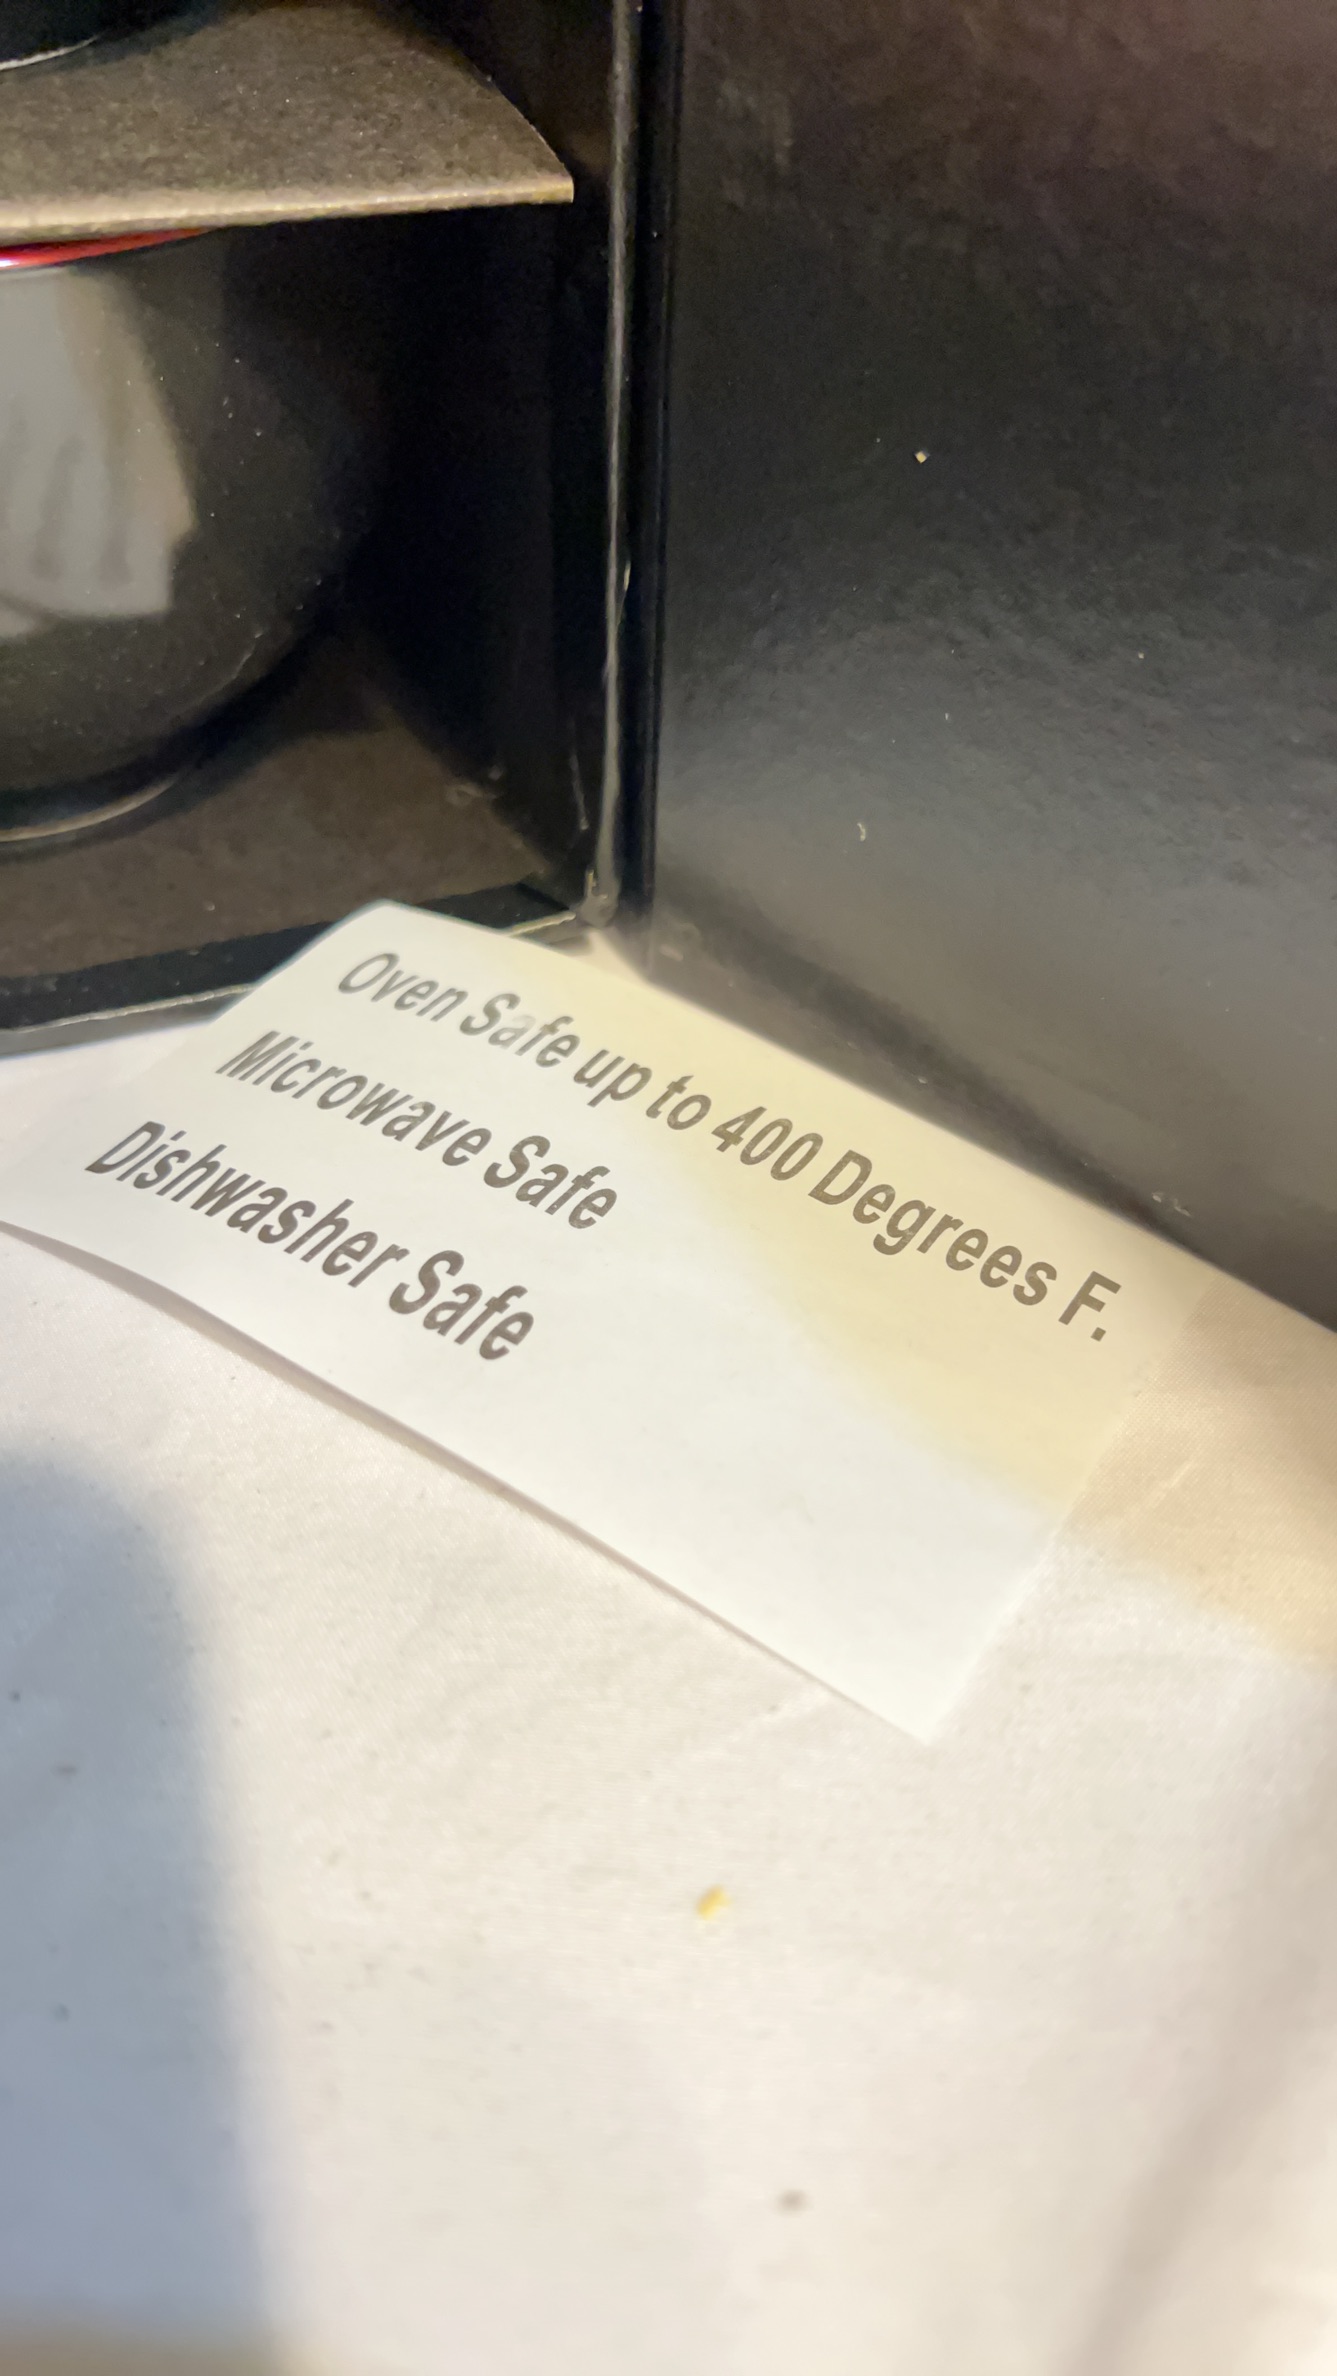 Oven Safe up to 400 Degrees F.
Microwave Safe
Dishwasher Safe